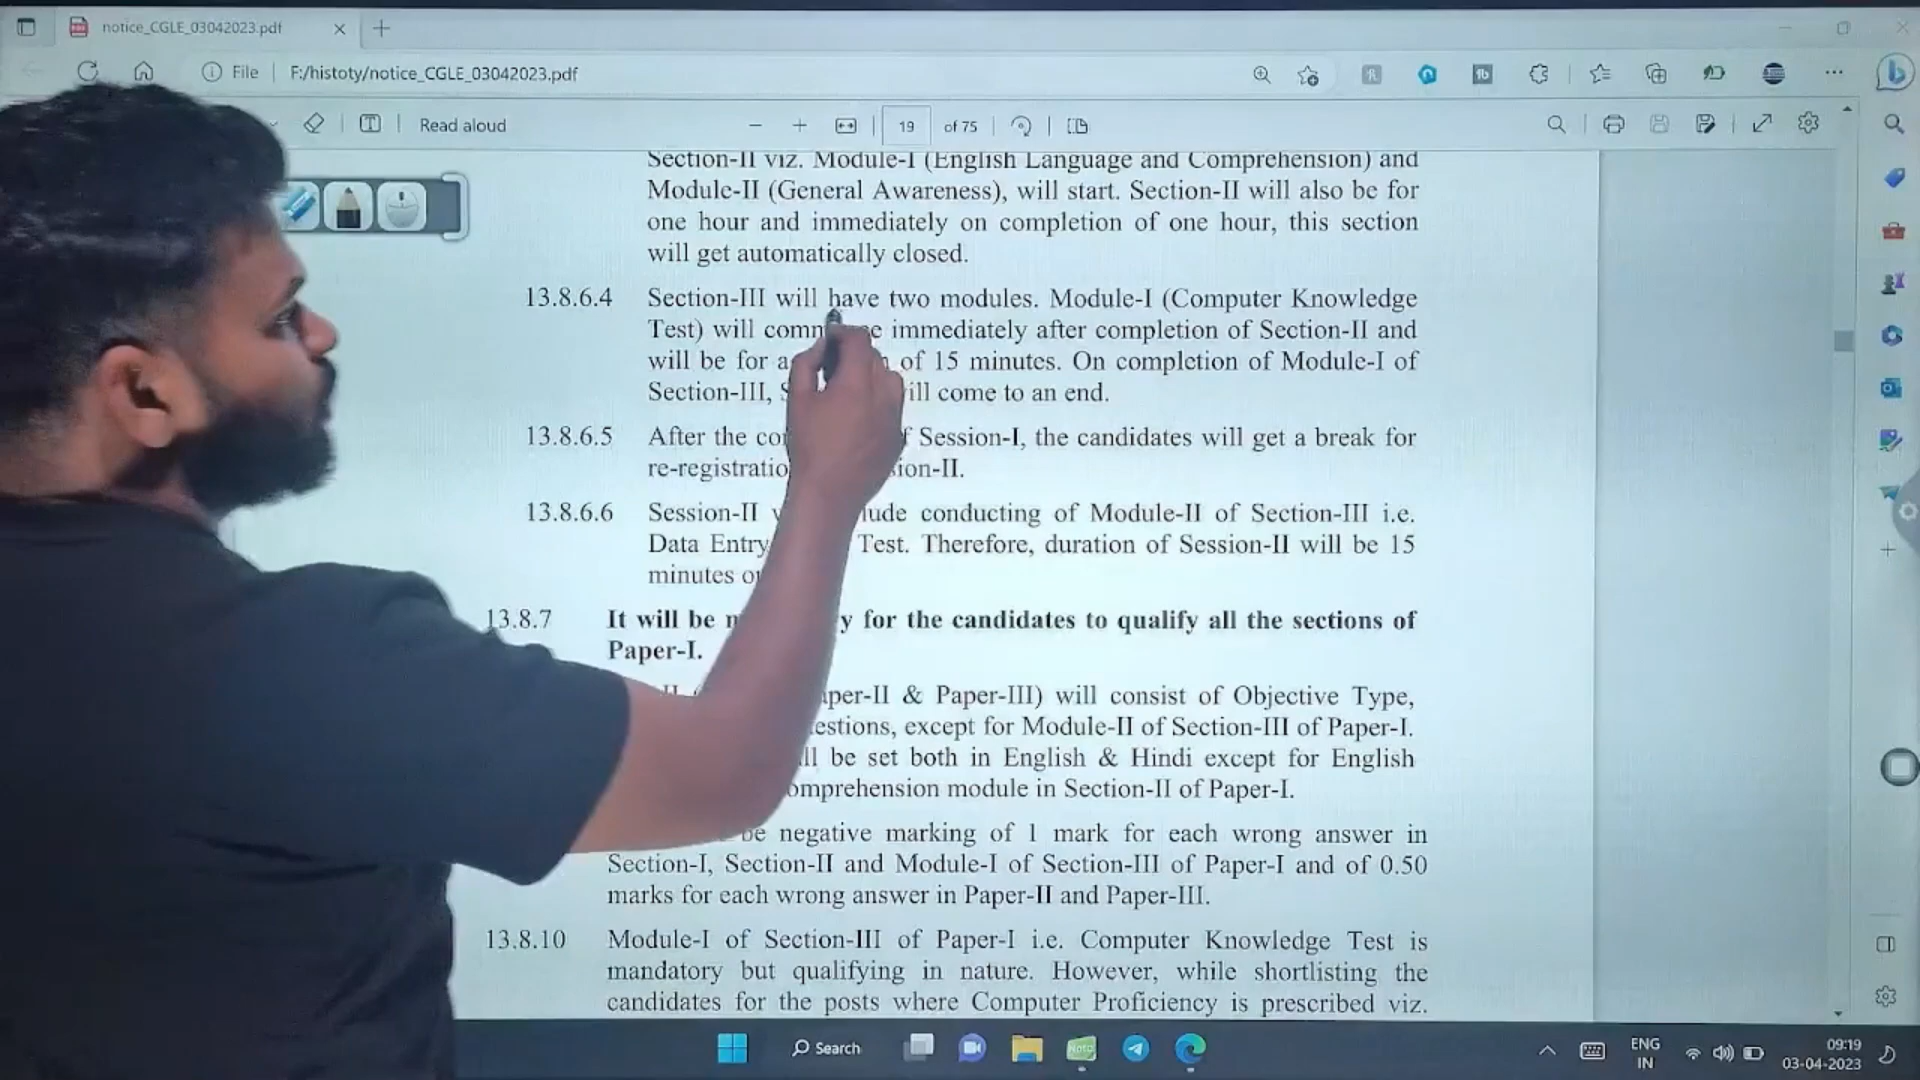 notice_CGLE_03042023.pdf
File F:/histoty/notice_CGLE_03042023.pdf
Read aloud 19 of 75
Section-II viz. Module-I (English Language and Comprehension) and
Module-II (General Awareness), will start. Section-II will also be for
one hour and immediately on completion of one hour, this section
will get automatically closed.
13.8.6.4 Section-III will have two modules. Module-I (Computer Knowledge
Test) will immediately after completion of Section-II and
will be for of 15 minutes. On completion of Module-I of
Section-III, will come to an end.
13.8.6.5 After the of Session-I, the candidates will get a break for
13.8.6.6 Session-II conducting of Module-II of Section-III i.e.
Data Entry Test. Therefore, duration of Session-II will be 15
minutes
13.8.7 It will be for the candidates to qualify all the sections of
Paper-I.
& Paper-III) will consist of Objective Type,
except for Module-II of Section-III of Paper-I.
be set both in English & Hindi except for English
module in Section-II of Paper-I.
be negative marking of 1 mark for each wrong answer in
Section-I, Section-II and Module-I of Section-III of Paper-I and of 0.50
marks for each wrong answer in Paper-II and Paper-III.
13.8.10 Module-I of Section-III of Paper-I i.e. Computer Knowledge Test is
mandatory but qualifying in nature. However, while shortlisting the
candidates for the posts where Computer Proficiency is prescribed viz.
Search
ENG
IN
09:19
03-04-2023